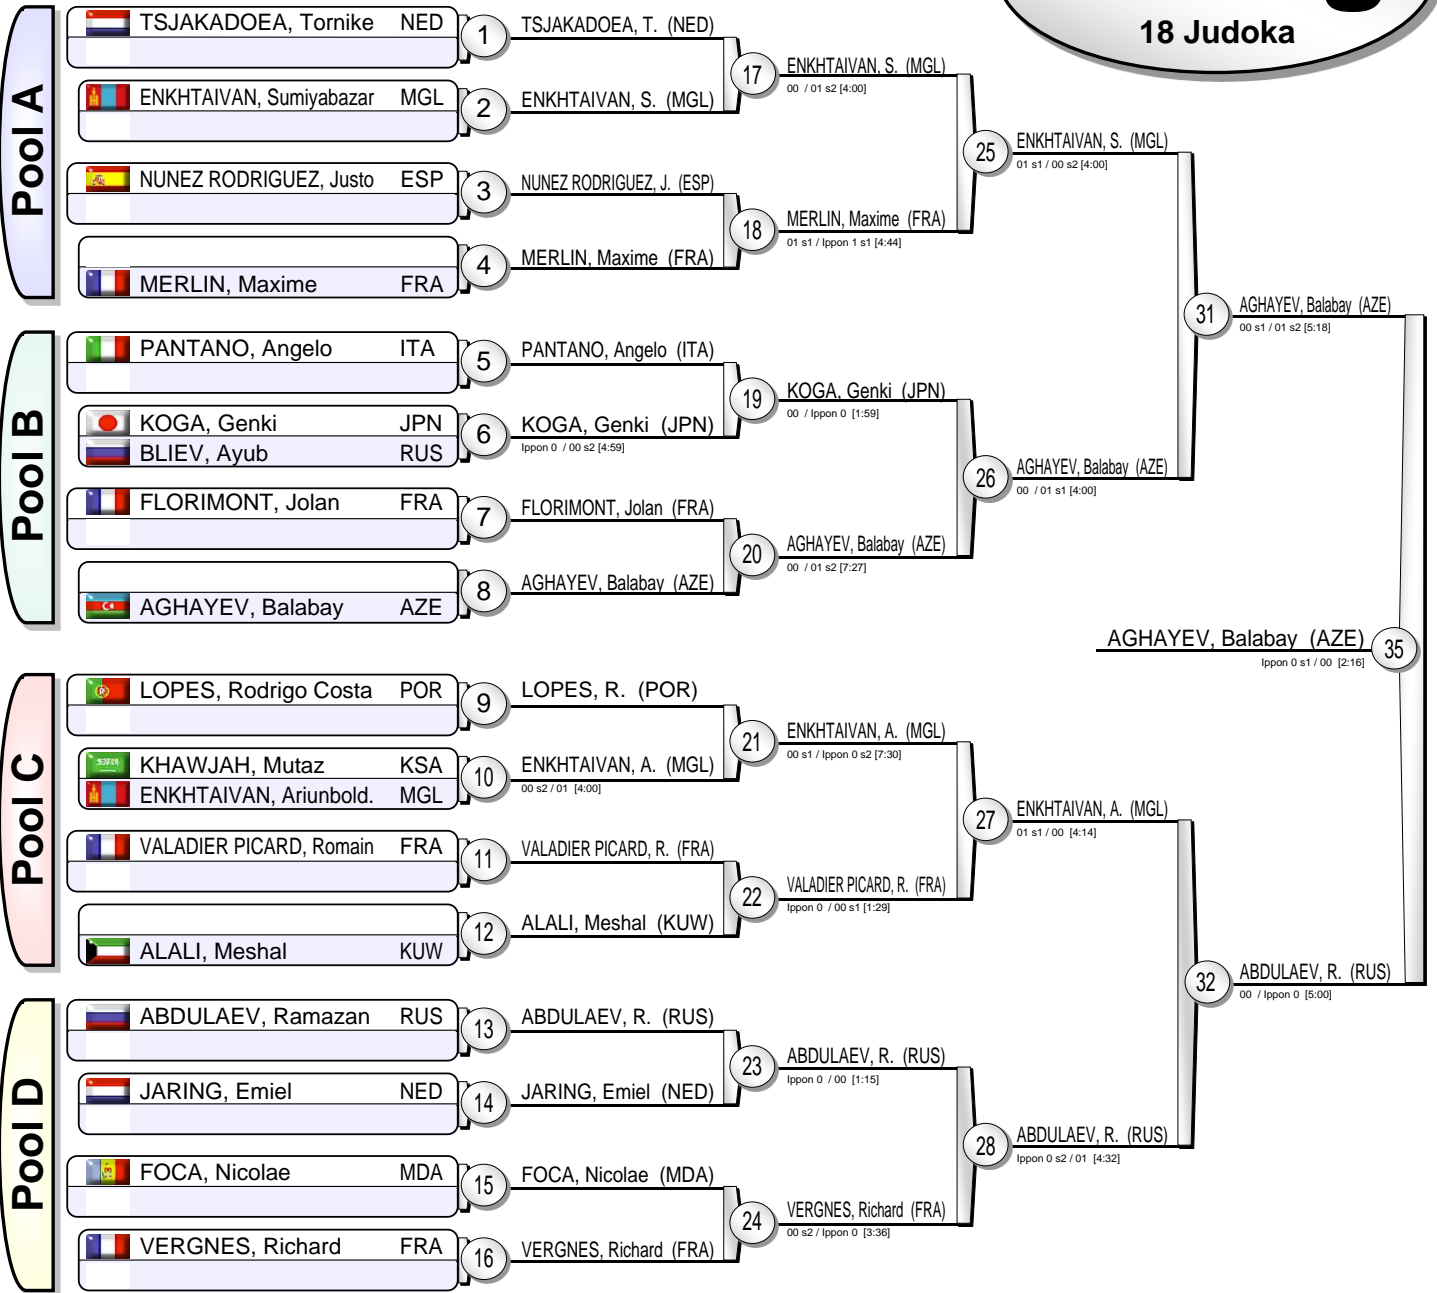 18 Judoka
Pool A
TSJAKADOEA, Tornike NED
1
TSJAKADOEA, T. (NED)
ENKHTAIVAN, Sumiyabazar MGL
2
ENKHTAIVAN, S. (MGL)
17
ENKHTAIVAN, S. (MGL)
00 / 01 s2 [4:00]
NUNEZ RODRIGUEZ, Justo ESP
3
NUNEZ RODRIGUEZ, J. (ESP)
4
MERLIN, Maxime FRA
MERLIN, Maxime (FRA)
18
MERLIN, Maxime (FRA)
01 s1 / Ippon 1 s1 [4:44]
25
ENKHTAIVAN, S. (MGL)
01 s1 / 00 s2 [4:00]
Pool B
PANTANO, Angelo ITA
5
PANTANO, Angelo (ITA)
KOGA, Genki JPN
BLIEV, Ayub RUS
6
KOGA, Genki (JPN)
Ippon 0 / 00 s2 [4:59]
19
KOGA, Genki (JPN)
00 / Ippon 0 [1:59]
FLORIMONT, Jolan FRA
7
FLORIMONT, Jolan (FRA)
8
AGHAYEV, Balabay AZE
AGHAYEV, Balabay (AZE)
20
AGHAYEV, Balabay (AZE)
00 / 01 s2 [7:27]
26
AGHAYEV, Balabay (AZE)
00 / 01 s1 [4:00]
31
AGHAYEV, Balabay (AZE)
00 s1 / 01 s2 [5:18]
AGHAYEV, Balabay (AZE)
Ippon 0 s1 / 00 [2:16]
35
Pool C
LOPES, Rodrigo Costa POR
9
LOPES, R. (POR)
KHAWJAH, Mutaz KSA
ENKHTAIVAN, Ariunbold. MGL
10
ENKHTAIVAN, A. (MGL)
00 s2 / 01 [4:00]
21
ENKHTAIVAN, A. (MGL)
00 s1 / Ippon 0 s2 [7:30]
VALADIER PICARD, Romain FRA
11
VALADIER PICARD, R. (FRA)
12
ALALI, Meshal KUW
ALALI, Meshal (KUW)
22
VALADIER PICARD, R. (FRA)
Ippon 0 / 00 s1 [1:29]
27
ENKHTAIVAN, A. (MGL)
01 s1 / 00 [4:14]
Pool D
ABDULAEV, Ramazan RUS
13
ABDULAEV, R. (RUS)
JARING, Emiel NED
14
JARING, Emiel (NED)
23
ABDULAEV, R. (RUS)
Ippon 0 / 00 [1:15]
FOCA, Nicolae MDA
15
FOCA, Nicolae (MDA)
VERGNES, Richard FRA
16
VERGNES, Richard (FRA)
24
VERGNES, Richard (FRA)
00 s2 / Ippon 0 [3:36]
28
ABDULAEV, R. (RUS)
Ippon 0 s2 / 01 [4:32]
32
ABDULAEV, R. (RUS)
00 / Ippon 0 [5:00]